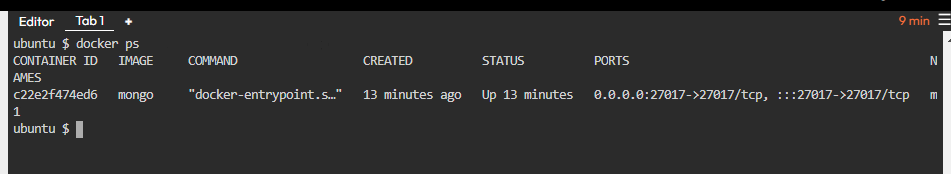 Editor Tab 1 + 9 min
ubuntu $ docker ps
CONTAINER ID IMAGE COMMAND CREATED STATUS PORTS N
AMES
c22e2f474ed6 mongo "docker-entrypoint.s…" 13 minutes ago Up 13 minutes 0.0.0.0:27017->27017/tcp, :::27017->27017/tcp m
1
ubuntu $